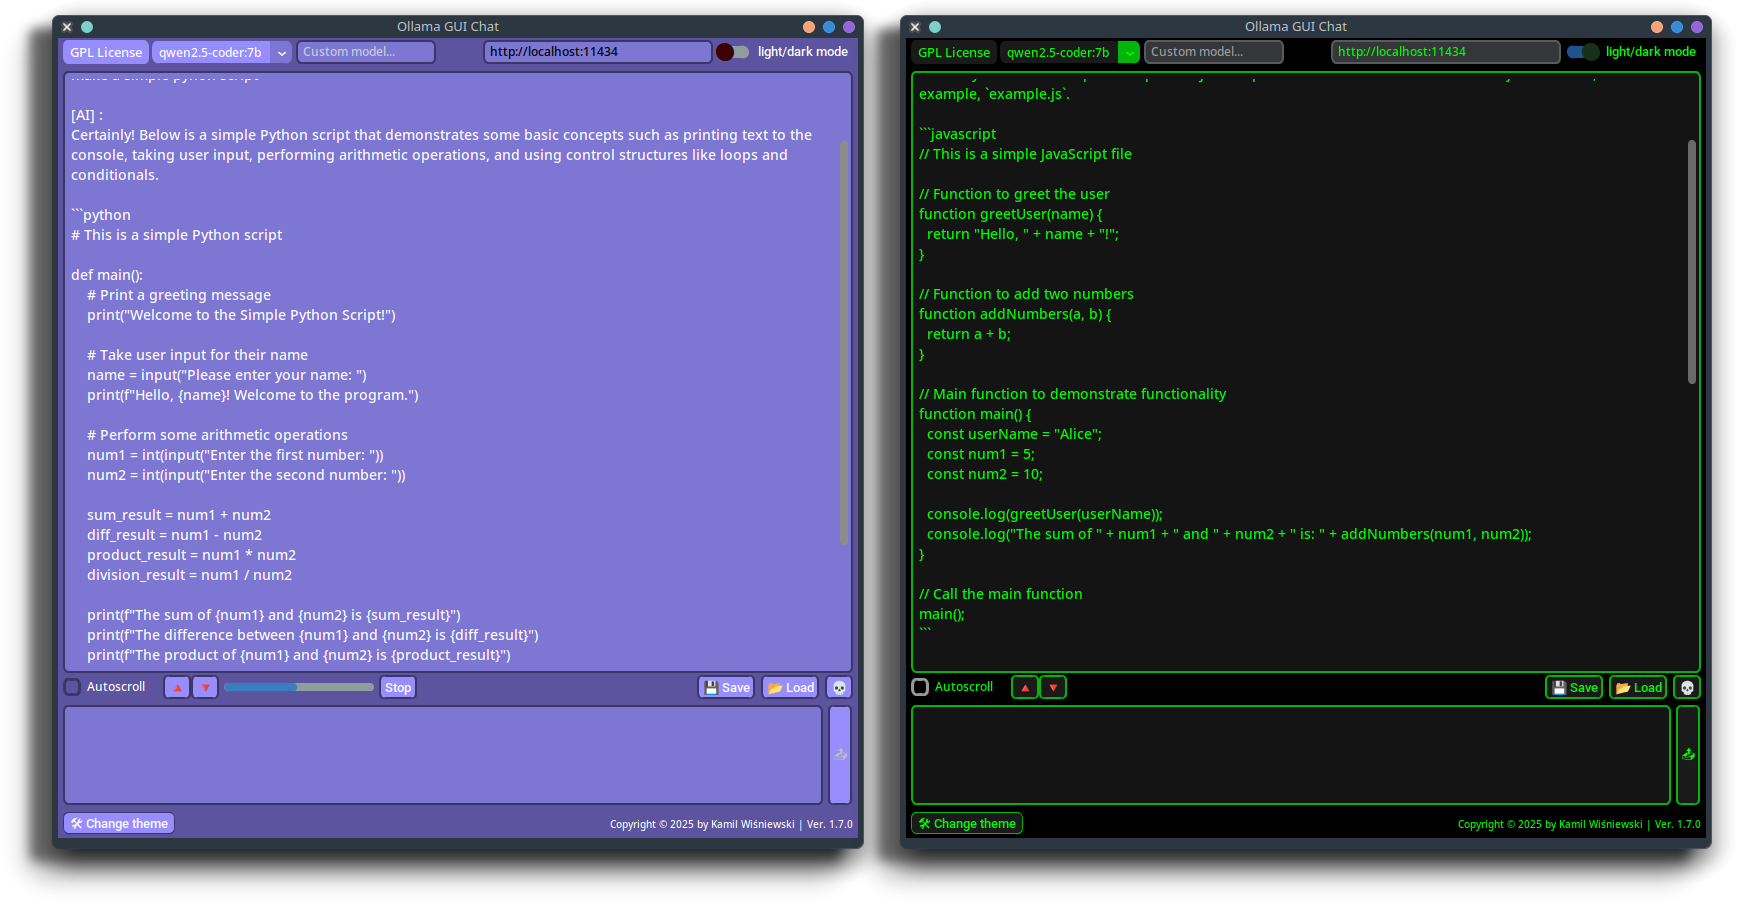 Ollama GUI Chat
GPL License
qwen2.5-coder:7b
Custom model...
http://localhost:11434
light/dark mode
make a simple pyhon script
[AI] :
Certainly! Below is a simple Python script that demonstrates some basic concepts such as printing text to the
console, taking user input, performing arithmetic operations, and using control structures like loops and
conditionals.
```python
# This is a simple Python script
def main():
# Print a greeting message
print("Welcome to the Simple Python Script!")
# Take user input for their name
name = input("Please enter your name: ")
print(f"Hello, {name}! Welcome to the program.")
# Perform some arithmetic operations
num1 = int(input("Enter the first number: "))
num2 = int(input("Enter the second number: "))
sum_result = num1 + num2
diff_result = num1 - num2
product_result = num1 * num2
division_result = num1 / num2
print(f"The sum of {num1} and {num2} is {sum_result}")
print(f"The difference between {num1} and {num2} is {diff_result}")
print(f"The product of {num1} and {num2} is {product_result}")
Autoscroll
Stop
Save
Load
Change theme
Copyright © 2025 by Kamil Wiśniewski | Ver. 1.7.0
Ollama GUI Chat
GPL License
qwen2.5-coder:7b
Custom model...
http://localhost:11434
light/dark mode
example, `example.js`.
```javascript
// This is a simple JavaScript file
// Function to greet the user
function greetUser(name) {
return "Hello, " + name + "!";
}
// Function to add two numbers
function addNumbers(a, b) {
return a + b;
}
// Main function to demonstrate functionality
function main() {
const userName = "Alice";
const num1 = 5;
const num2 = 10;
console.log(greetUser(userName));
console.log("The sum of " + num1 + " and " + num2 + " is: " + addNumbers(num1, num2));
}
// Call the main function
main();
```
Autoscroll
Save
Load
Change theme
Copyright © 2025 by Kamil Wiśniewski | Ver. 1.7.0